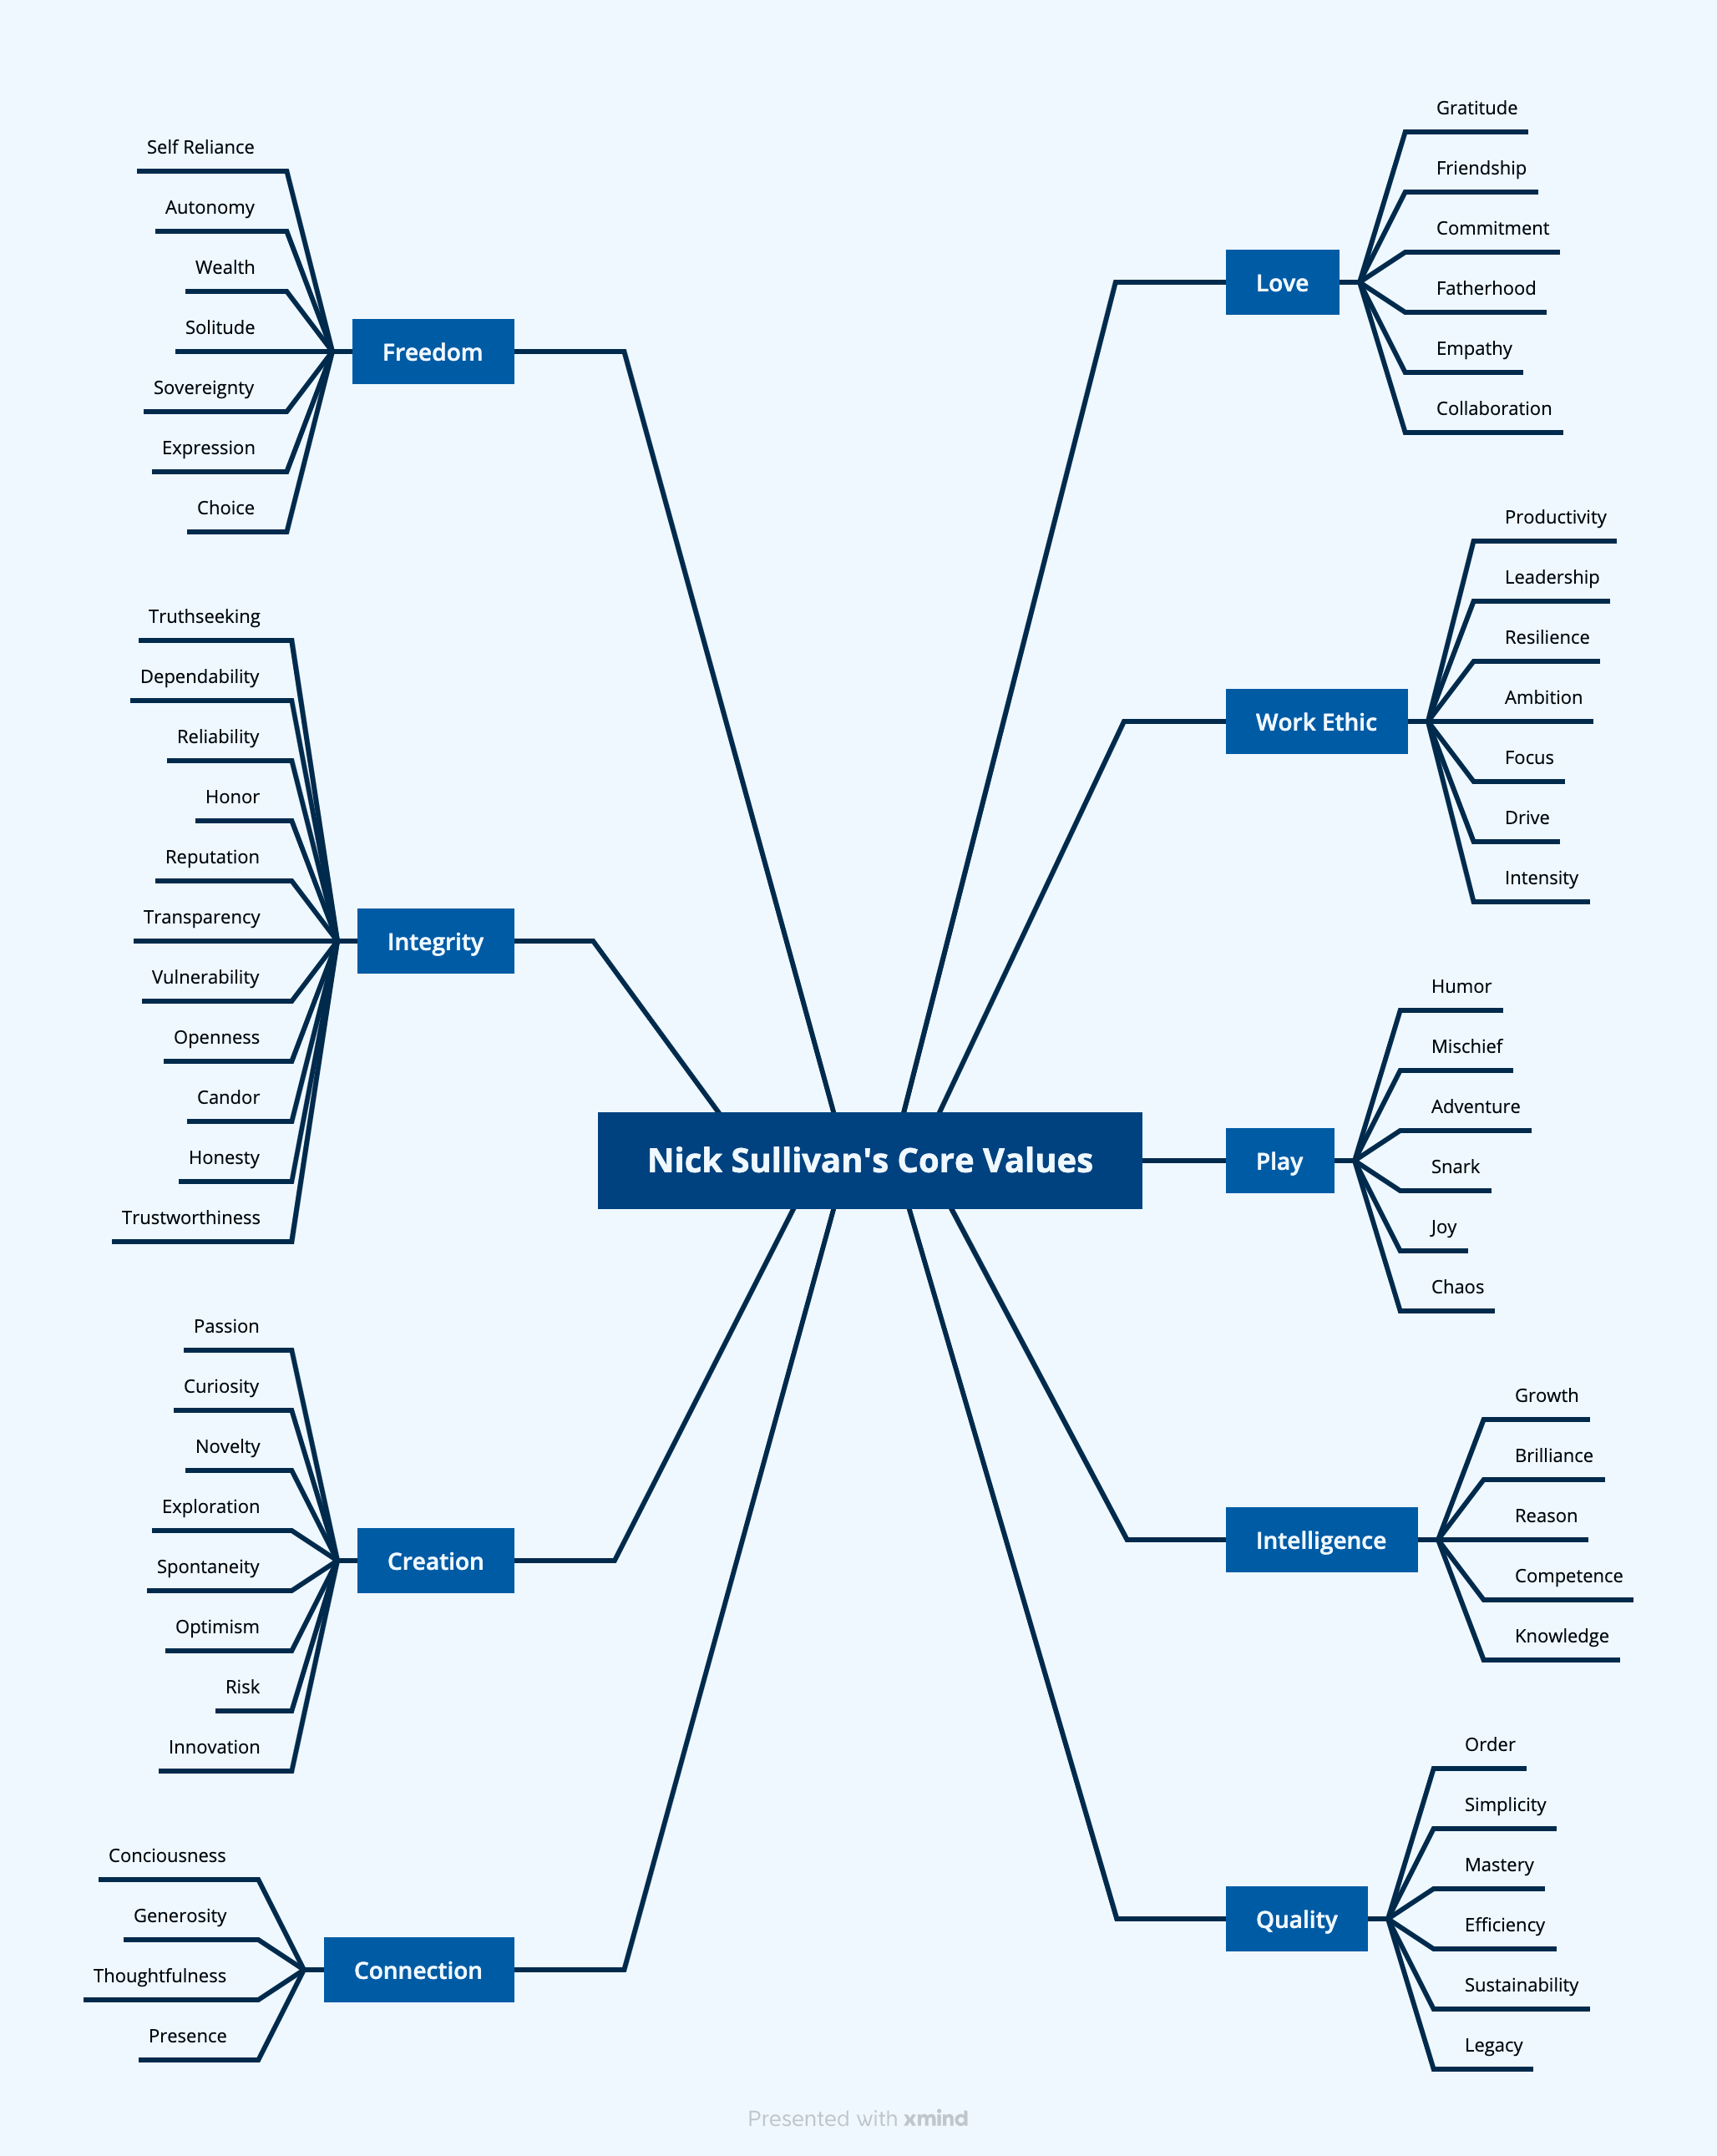 Nick Sullivan's Core Values
Love
Gratitude
Friendship
Commitment
Fatherhood
Empathy
Collaboration
Work Ethic
Productivity
Leadership
Resilience
Ambition
Focus
Drive
Intensity
Play
Humor
Mischief
Adventure
Snark
Joy
Chaos
Intelligence
Growth
Brilliance
Reason
Competence
Knowledge
Quality
Order
Simplicity
Mastery
Efficiency
Sustainability
Legacy
Freedom
Self Reliance
Autonomy
Wealth
Solitude
Sovereignty
Expression
Choice
Integrity
Truthseeking
Dependability
Reliability
Honor
Reputation
Transparency
Vulnerability
Openness
Candor
Honesty
Trustworthiness
Creation
Passion
Curiosity
Novelty
Exploration
Spontaneity
Optimism
Risk
Innovation
Connection
Conciousness
Generosity
Thoughtfulness
Presence
Presented with xmind